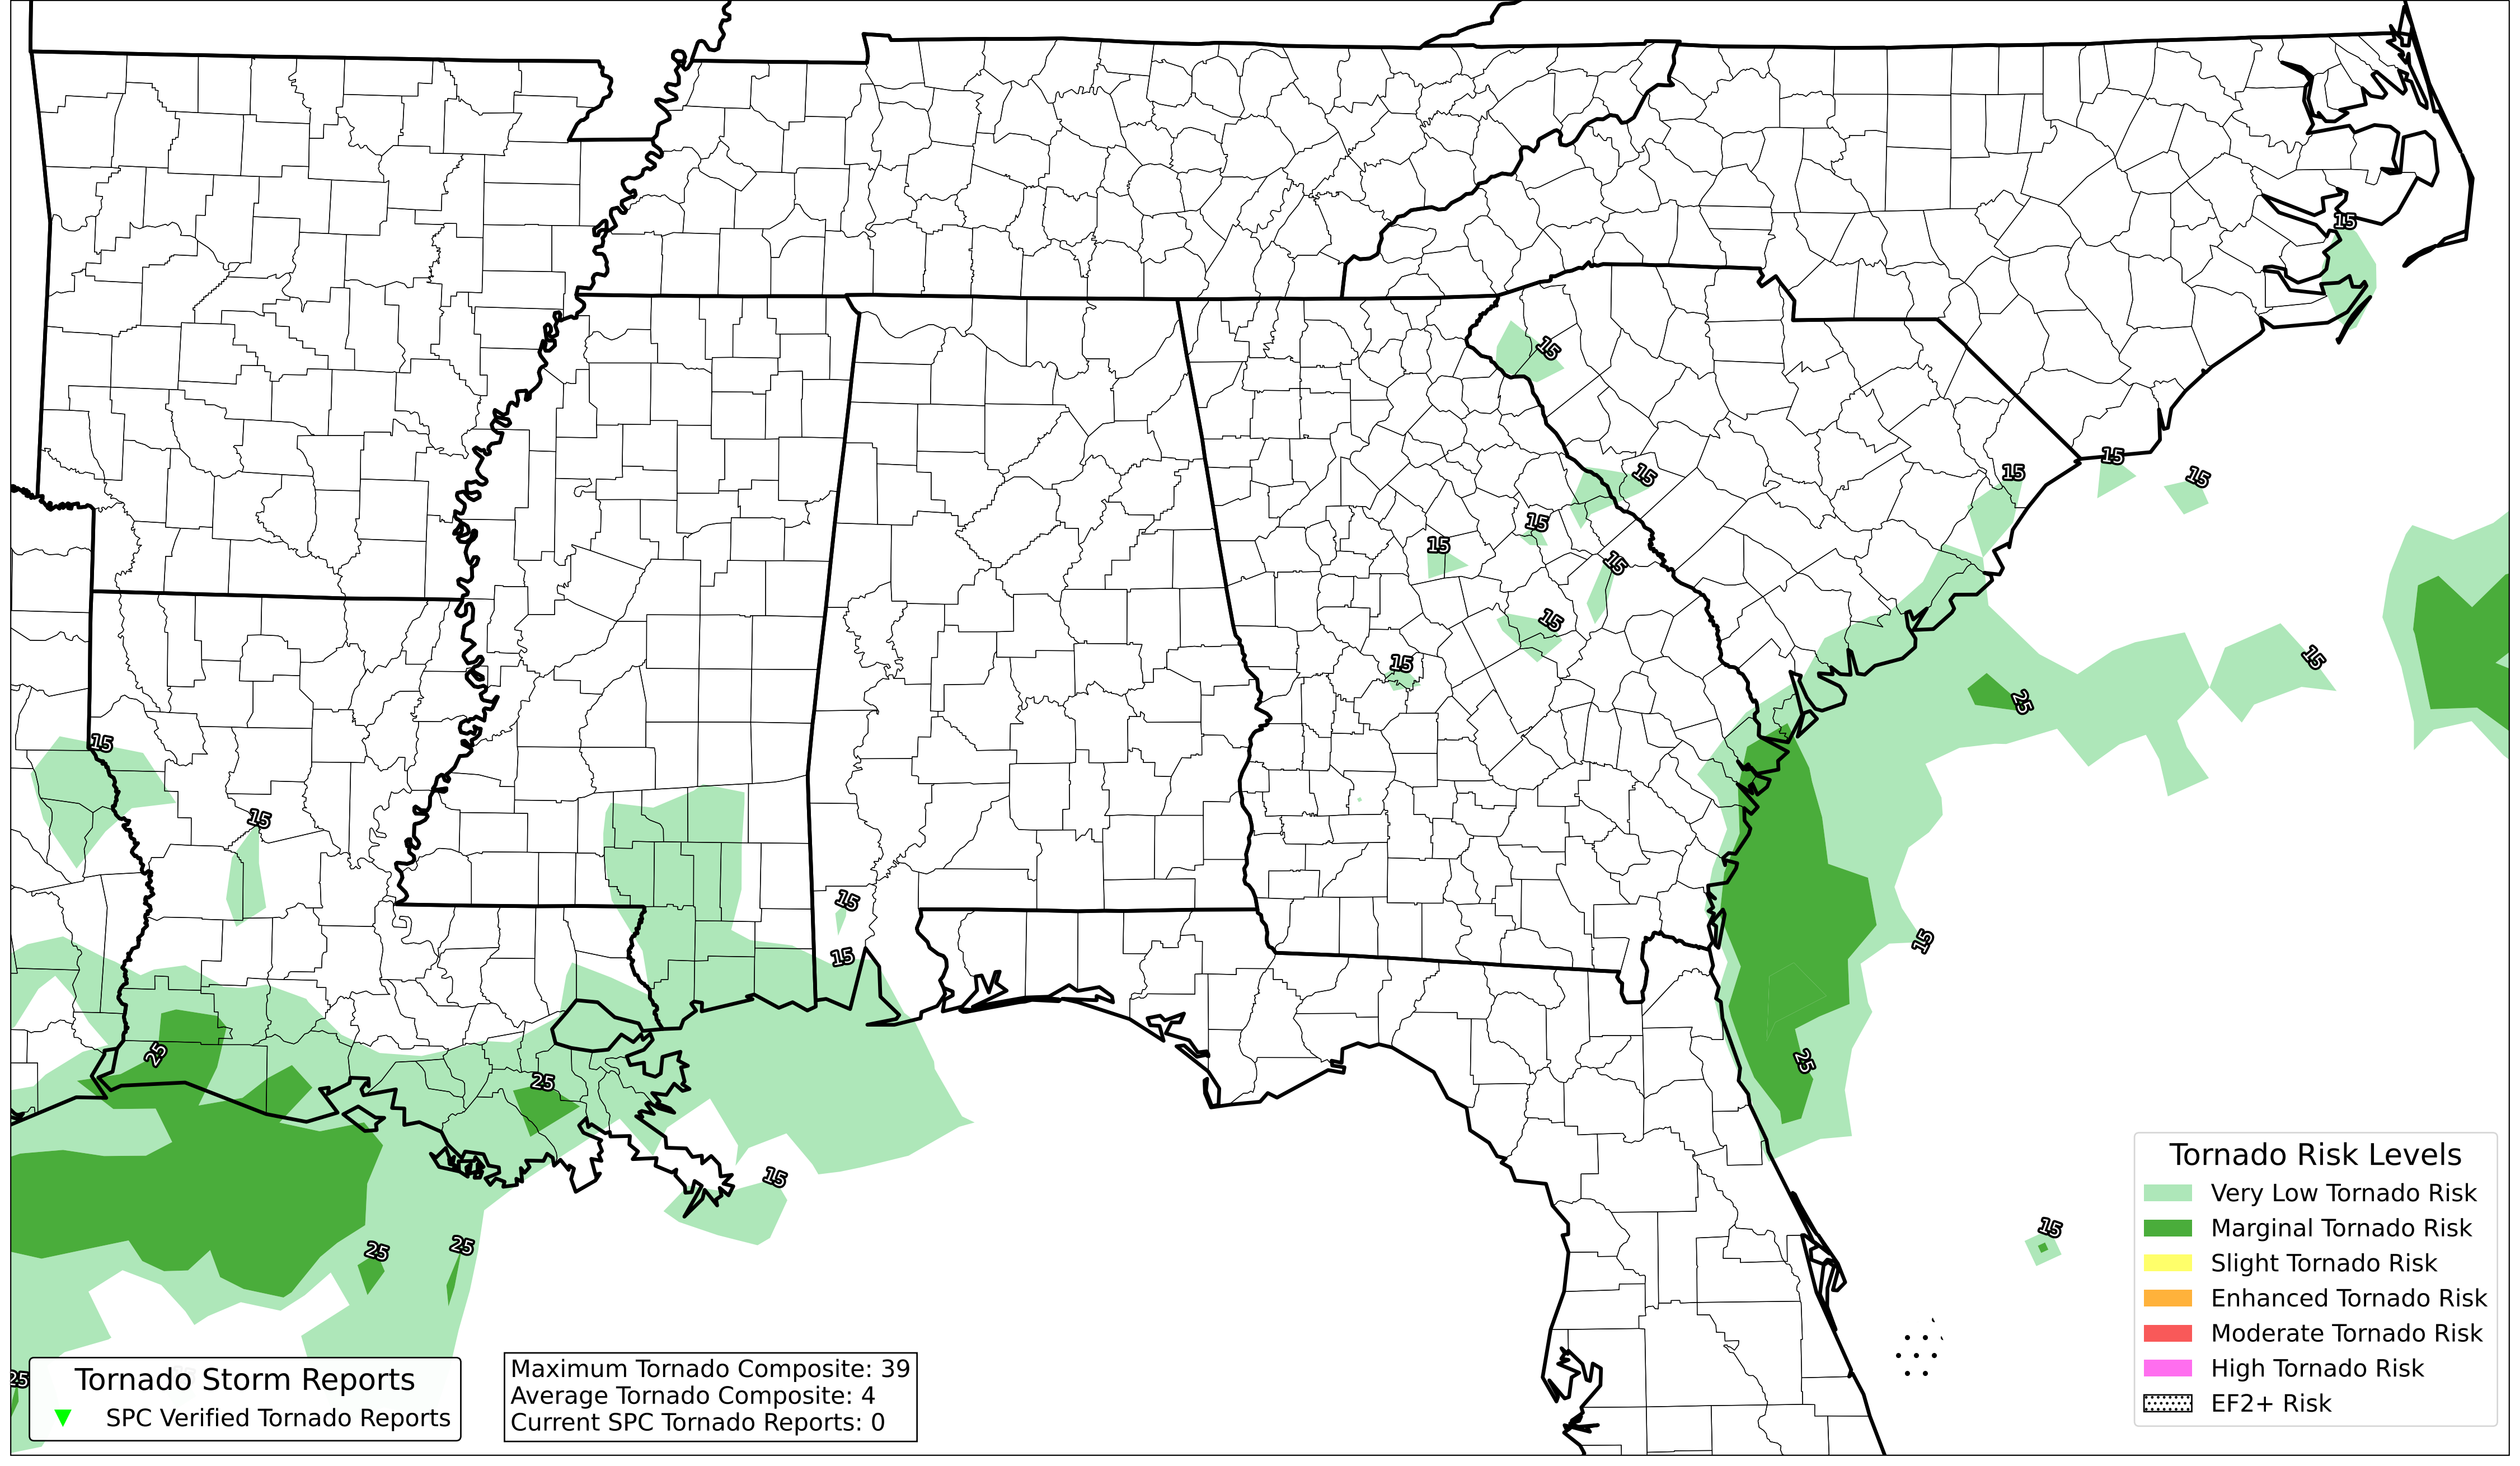 15
15
15
15
15
15
15
15
15
15
15
15
25
15
15
15
15
15
15
25
25
25
15
15
25
25
25
Tornado Risk Levels
Very Low Tornado Risk
Marginal Tornado Risk
Slight Tornado Risk
Enhanced Tornado Risk
Moderate Tornado Risk
High Tornado Risk
EF2+ Risk
Tornado Storm Reports
SPC Verified Tornado Reports
Maximum Tornado Composite: 39
Average Tornado Composite: 4
Current SPC Tornado Reports: 0